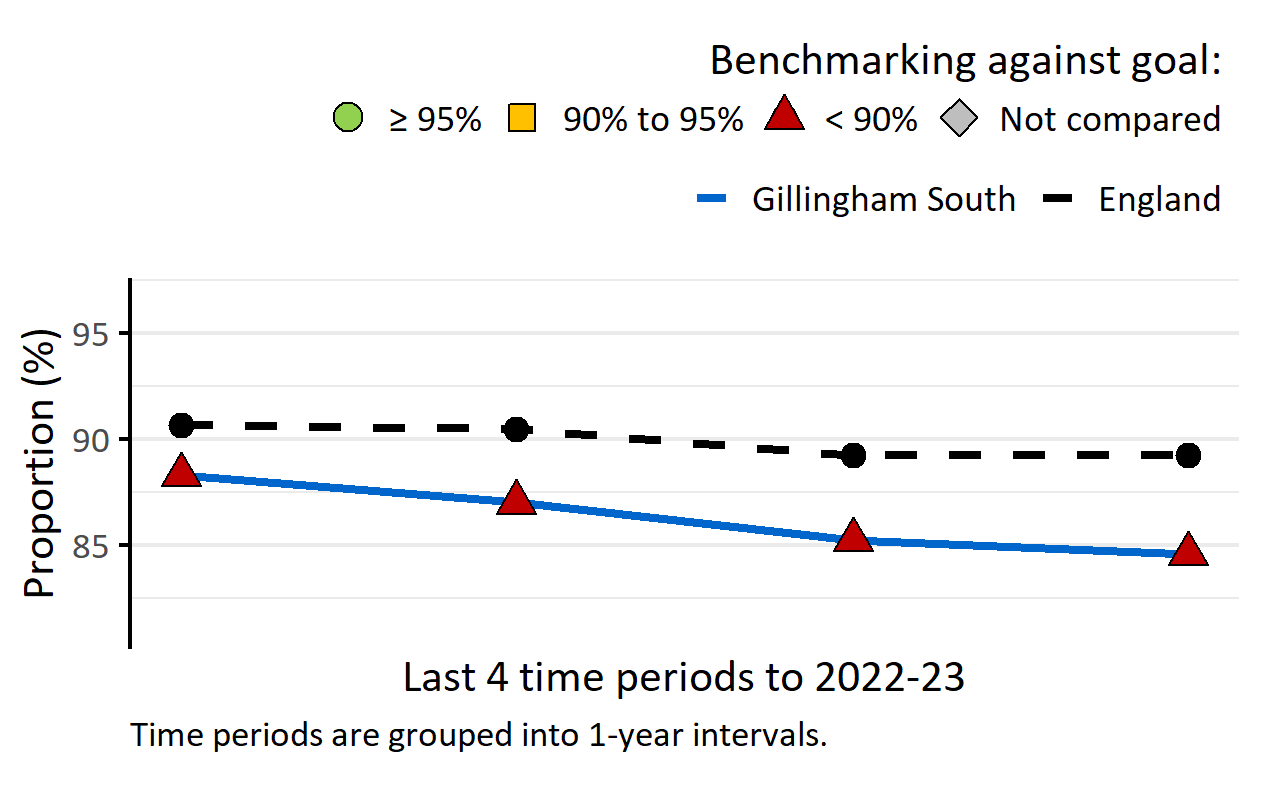 Benchmarking against goal:
≥ 95% 90% to 95% < 90% Not compared
Gillingham South England
Proportion (%)
95
90
85
Last 4 time periods to 2022-23
Time periods are grouped into 1-year intervals.